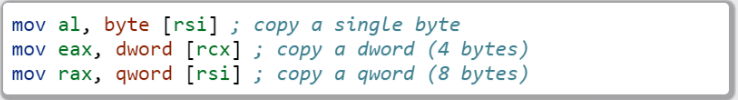 mov al, byte [rsi] ; copy a single byte
mov eax, dword [rcx] ; copy a dword (4 bytes)
mov rax, qword [rsi] ; copy a qword (8 bytes)